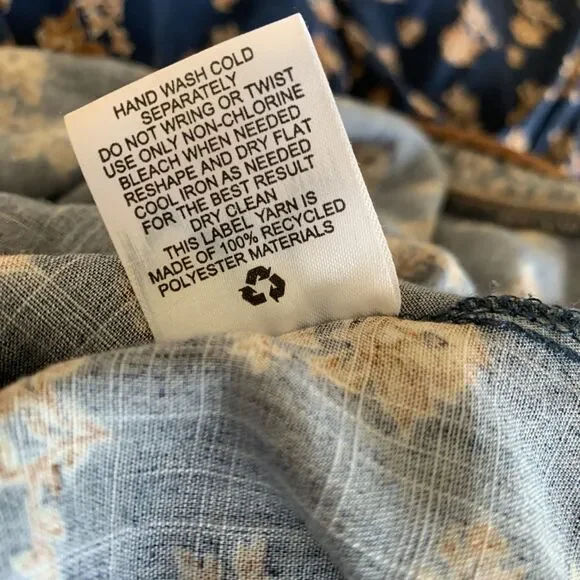 HAND WASH COLD
SEPARATELY
DO NOT WRING OR TWIST
USE ONLY NON-CHLORINE
BLEACH WHEN NEEDED
RESHAPE AND DRY FLAT
COOL IRON AS NEEDED
FOR THE BEST RESULT
DRY CLEAN
THIS LABEL YARN IS
MADE OF 100% RECYCLED
POLYESTER MATERIALS